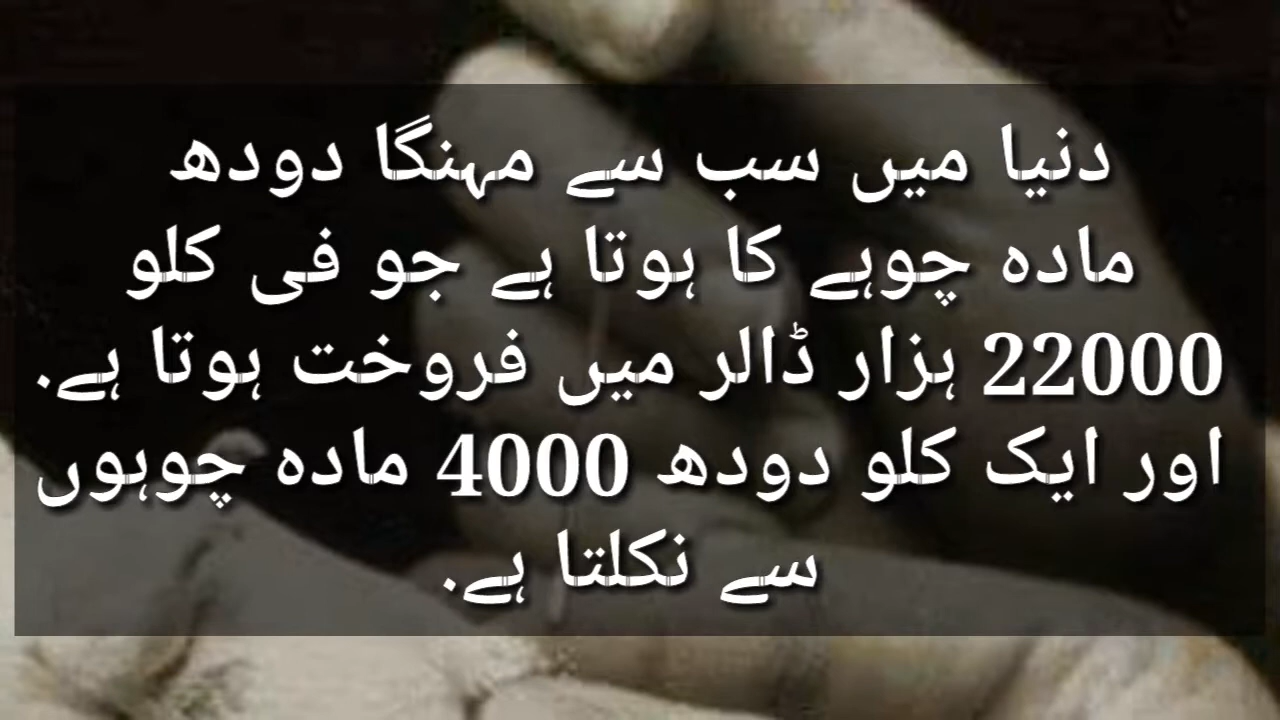 دنیا میں سب سے مہنگا دودھ
مادہ چوہے کا ہوتا ہے جو فی کلو
22000 ہزار ڈالر میں فروخت ہوتا ہے.
اور ایک کلو دودھ 4000 مادہ چوہوں
سے نکلتا ہے.